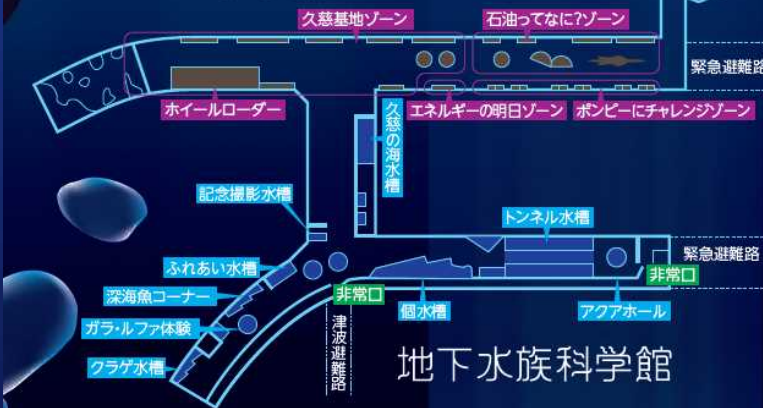 久慈基地ゾーン
石油ってなに?ゾーン
緊急避難路
ホイールローダー
エネルギーの明日ゾーン
ポンピーにチャレンジゾーン
久慈の海水槽
記念撮影水槽
トンネル水槽
ふれあい水槽
緊急避難路
深海魚コーナー
非常口
非常口
個水槽
アクアホール
ガラ・ルファ体験
津波避難路
クラゲ水槽
地下水族科学館